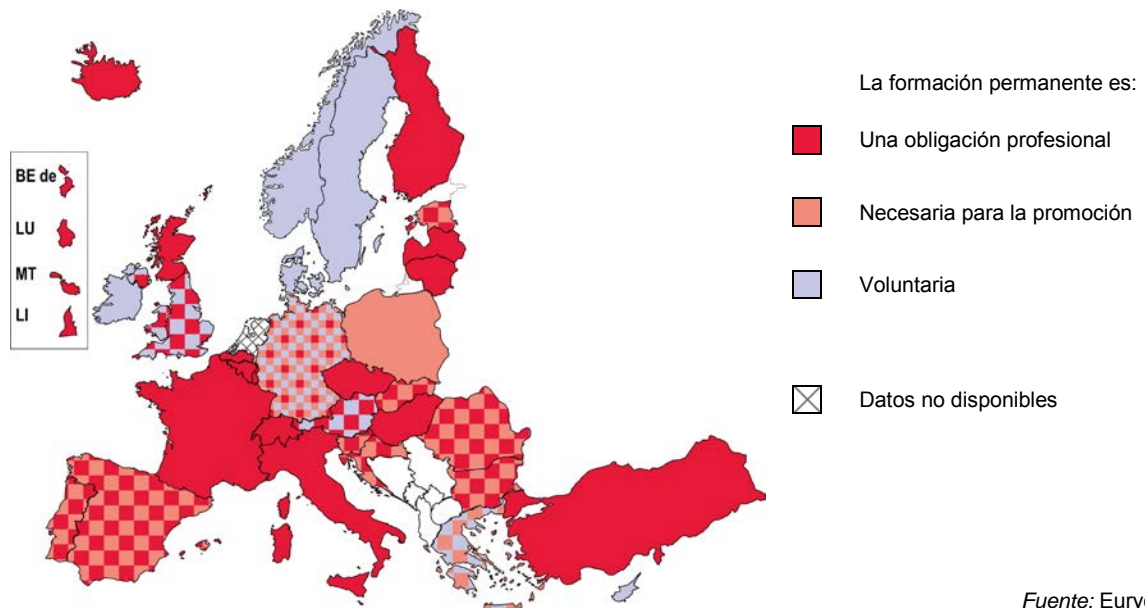 BE de
LU
MT
LI
La formación permanente es:
Una obligación profesional
Necesaria para la promoción
Voluntaria
Datos no disponibles
Fuente: